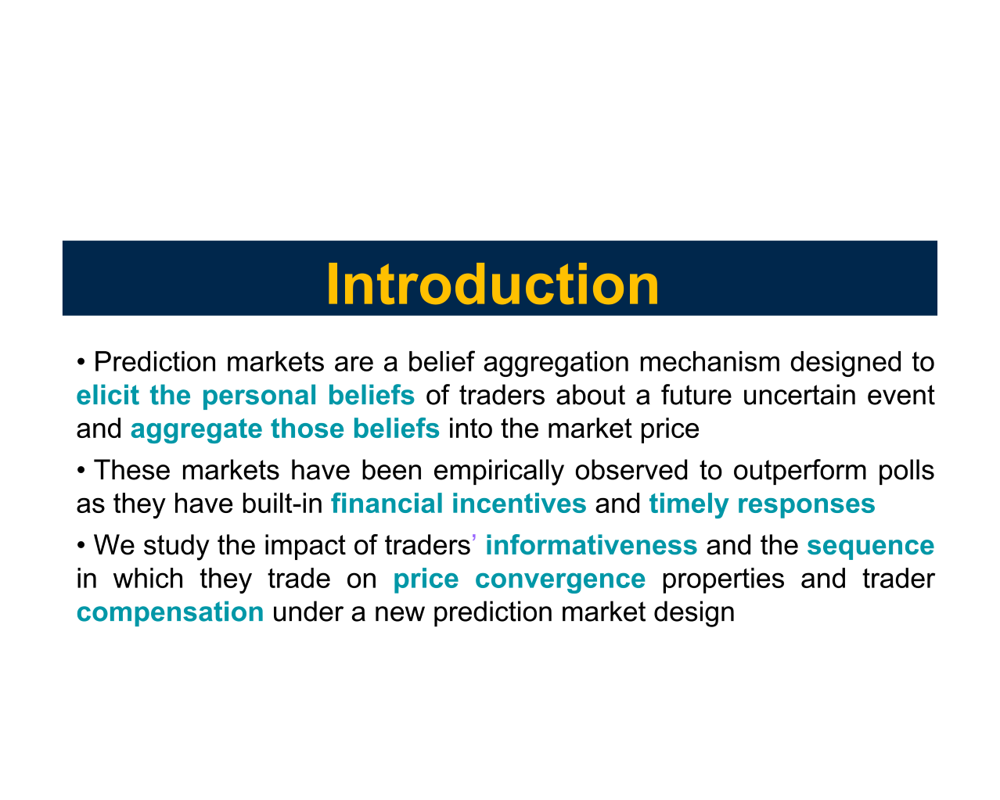 Introduction
• Prediction markets are a belief aggregation mechanism designed to
elicit the personal beliefs of traders about a future uncertain event
and aggregate those beliefs into the market price
• These markets have been empirically observed to outperform polls
as they have built-in financial incentives and timely responses
• We study the impact of traders’ informativeness and the sequence
in which they trade on price convergence properties and trader
compensation under a new prediction market design